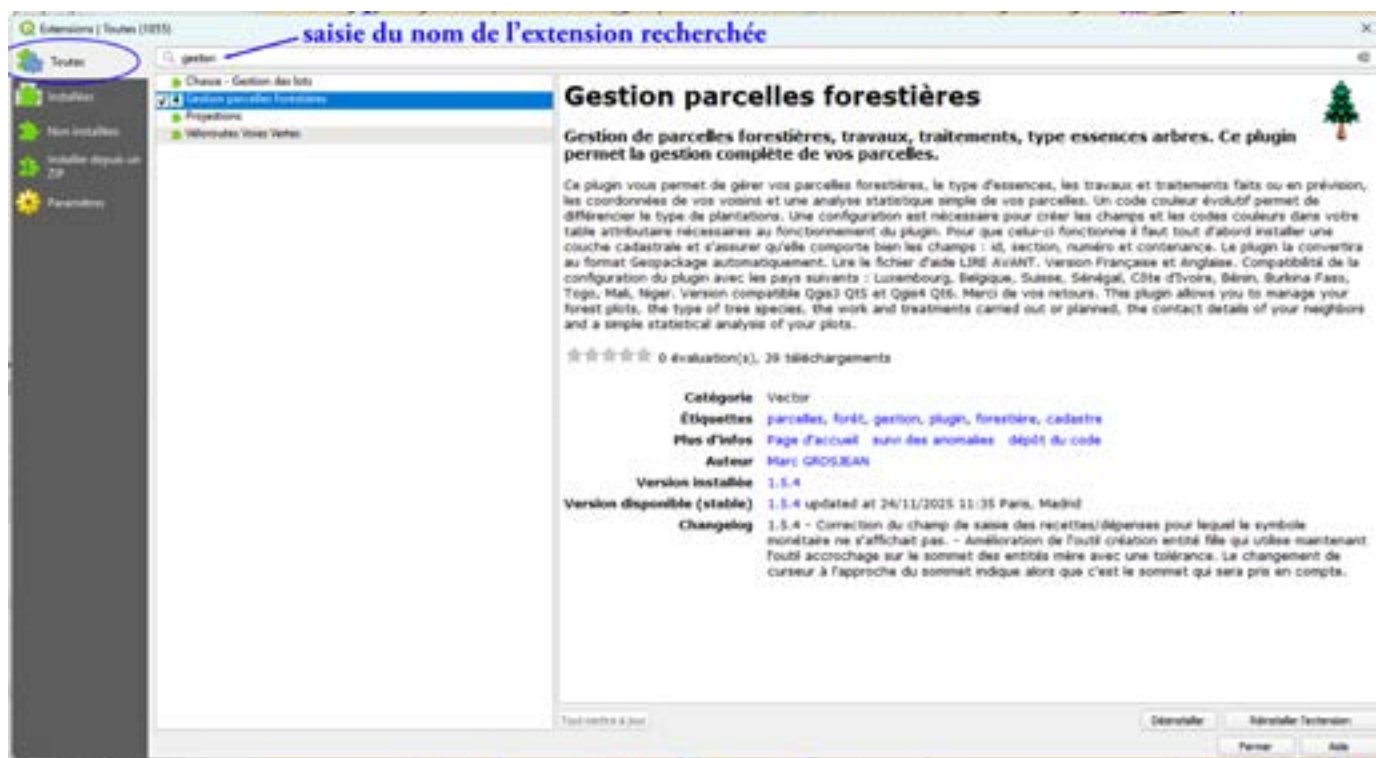 Extensions | Toutes (1055)
saisie du nom de l'extension recherchée
Toutes
gestion
Installées
Non installées
Installer depuis un
ZIP
Paramètres
Chasse - Gestion des lots
Gestion parcelles forestières
Projections
Véloroutes Voies Vertes
Gestion parcelles forestières
Gestion de parcelles forestières, travaux, traitements, type essences arbres. Ce plugin
permet la gestion complète de vos parcelles.
Ce plugin vous permet de gérer vos parcelles forestières, le type d'essences, les travaux et traitements faits ou en prévision,
les coordonnées de vos voisins et une analyse statistique simple de vos parcelles. Un code couleur évolutif permet de
différencier le type de plantations. Une configuration est nécessaire pour créer les champs et les codes couleurs dans votre
table attributaire nécessaires au fonctionnement du plugin. Pour que celui-ci fonctionne il faut tout d'abord installer une
couche cadastrale et s'assurer qu'elle comporte bien les champs : id, section, numéro et contenance. Le plugin la convertira
au format Geopackage automatiquement. Lire le fichier d'aide LIRE AVANT. Version Française et Anglaise. Compatibilité de la
configuration du plugin avec les pays suivants : Luxembourg, Belgique, Suisse, Sénégal, Côte d'Ivoire, Bénin, Burkina Faso,
Togo, Mali, Niger. Version compatible Qgis3 Qt5 et Qgis4 Qt6. Merci de vos retours. This plugin allows you to manage your
forest plots, the type of tree species, the work and treatments carried out or planned, the contact details of your neighbors
and a simple statistical analysis of your plots.
0 évaluation(s), 39 téléchargements
Catégorie Vector
Étiquettes parcelles, forêt, gestion, plugin, forestière, cadastre
Plus d'infos Page d'accueil suivi des anomalies dépôt du code
Auteur Marc GROSJEAN
Version installée 1.5.4
Version disponible (stable) 1.5.4 updated at 24/11/2025 11:35 Paris, Madrid
Changelog 1.5.4 - Correction du champ de saisie des recettes/dépenses pour lequel le symbole
monétaire ne s'affichait pas. - Amélioration de l'outil création entité fille qui utilise maintenant
l'outil accrochage sur le sommet des entités mère avec une tolérance. Le changement de
curseur à l'approche du sommet indique alors que c'est le sommet qui sera pris en compte.
Tout mettre à jour
Désinstaller
Réinstaller l'extension
Fermer
Aide